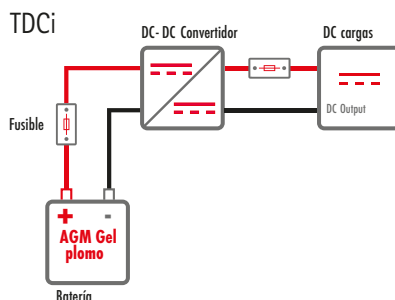 TDCi
DC- DC Convertidor
DC cargas
Fusible
DC Output
+ -
AGM Gel
plomo
Batería